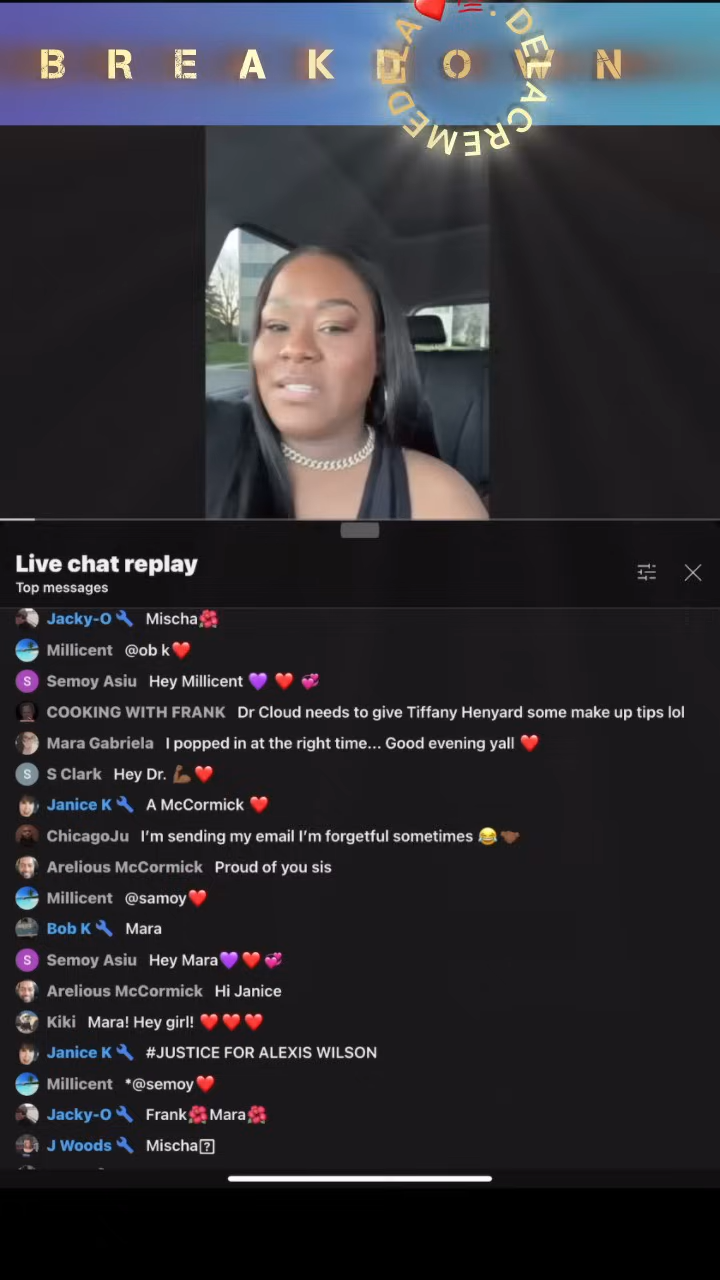 BREAKDOWN
DELACREMEDELA
Live chat replay
Top messages
Jacky-O 🔧 Mischa🌺
Millicent @ob k❤️
S Semoy Asiu Hey Millicent 💜 ❤️ 💞
COOKING WITH FRANK Dr Cloud needs to give Tiffany Henyard some make up tips lol
Mara Gabriela I popped in at the right time... Good evening yall ❤️
S S Clark Hey Dr. 💪🏾❤️
Janice K 🔧 A McCormick ❤️
ChicagoJu I'm sending my email I'm forgetful sometimes 😂🤝🏾
Arelious McCormick Proud of you sis
Millicent @samoy❤️
Bob K 🔧 Mara
S Semoy Asiu Hey Mara💜 ❤️ 💞
Arelious McCormick Hi Janice
Kiki Mara! Hey girl! ❤️ ❤️ ❤️
Janice K 🔧 #JUSTICE FOR ALEXIS WILSON
Millicent *@semoy❤️
Jacky-O 🔧 Frank🌺Mara🌺
J Woods 🔧 Mischa⍰